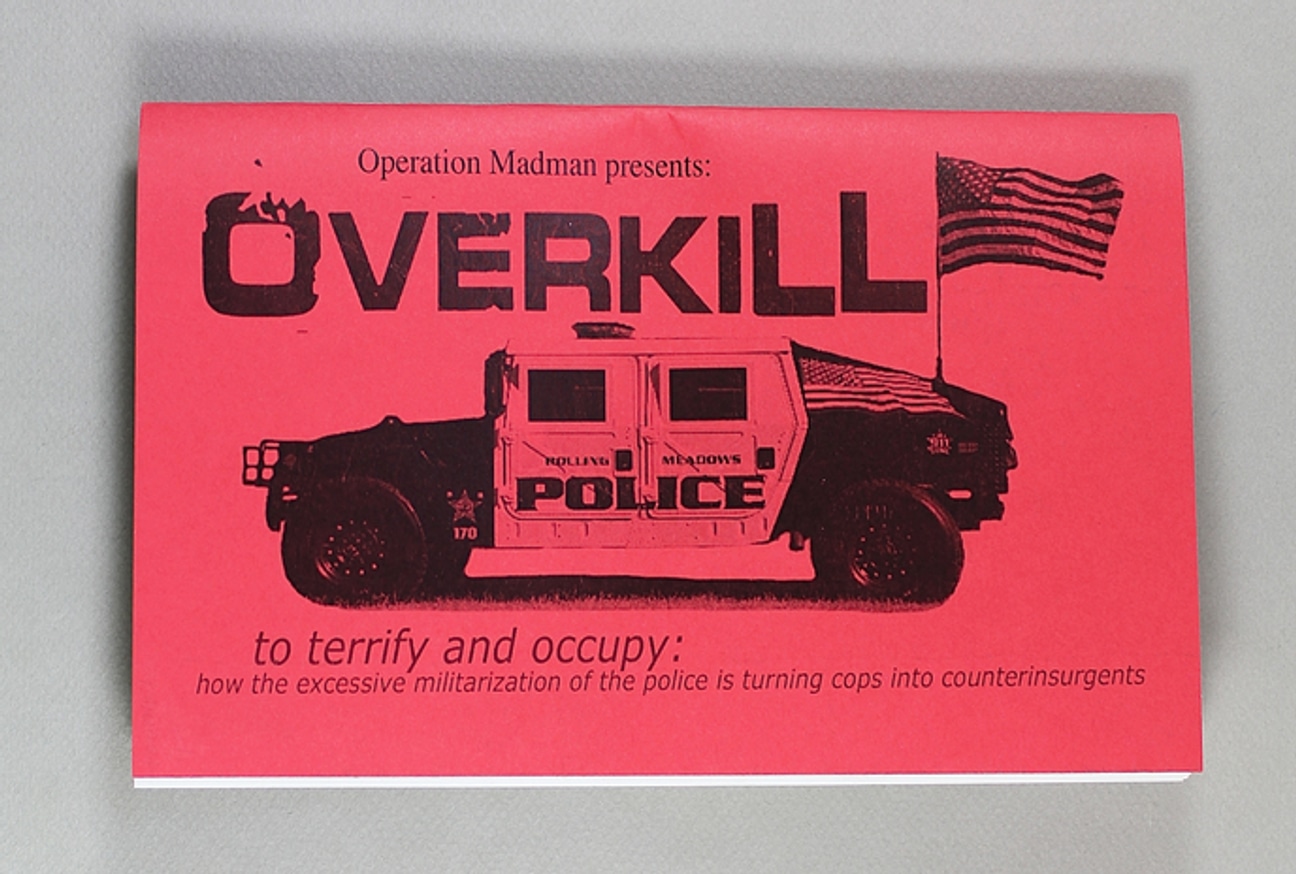 Operation Madman presents:
OVERKILL
ROLLING MEADOWS
POLICE
170
911
to terrify and occupy:
how the excessive militarization of the police is turning cops into counterinsurgents